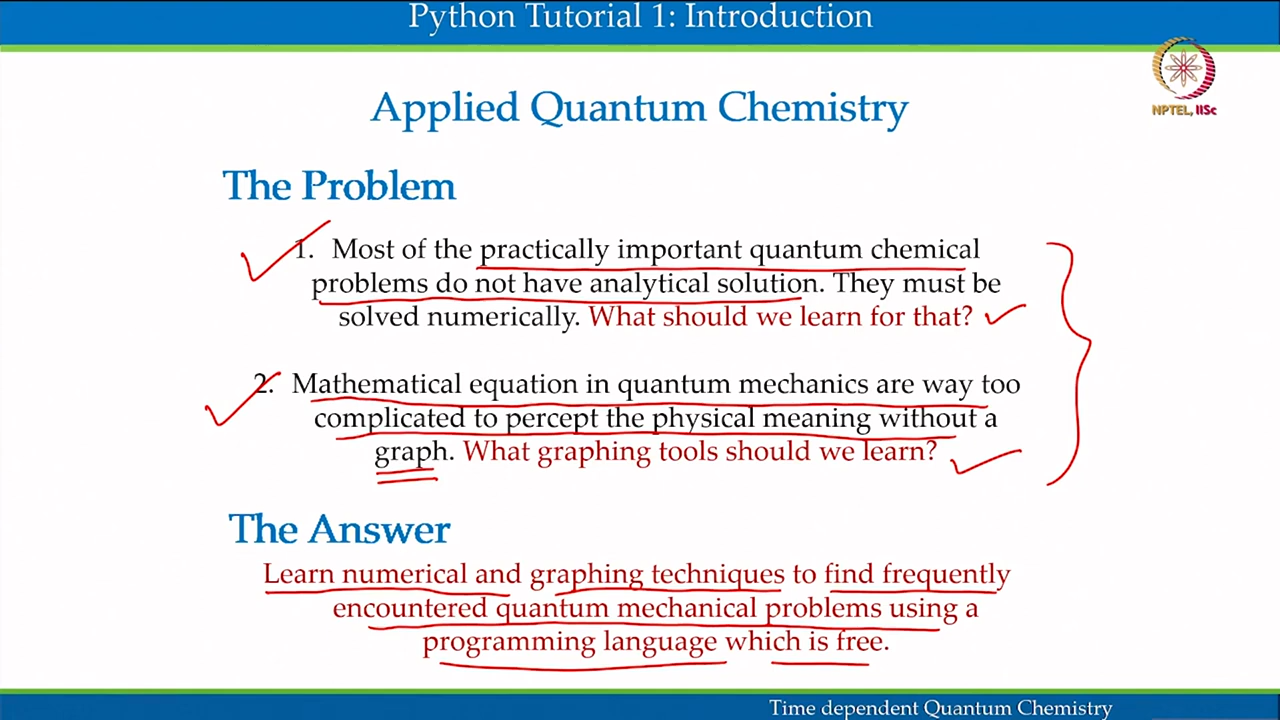 Python Tutorial 1: Introduction
NPTEL, IISc
Applied Quantum Chemistry
The Problem
1. Most of the practically important quantum chemical
problems do not have analytical solution. They must be
solved numerically. What should we learn for that?
2. Mathematical equation in quantum mechanics are way too
complicated to percept the physical meaning without a
graph. What graphing tools should we learn?
The Answer
Learn numerical and graphing techniques to find frequently
encountered quantum mechanical problems using a
programming language which is free.
Time dependent Quantum Chemistry